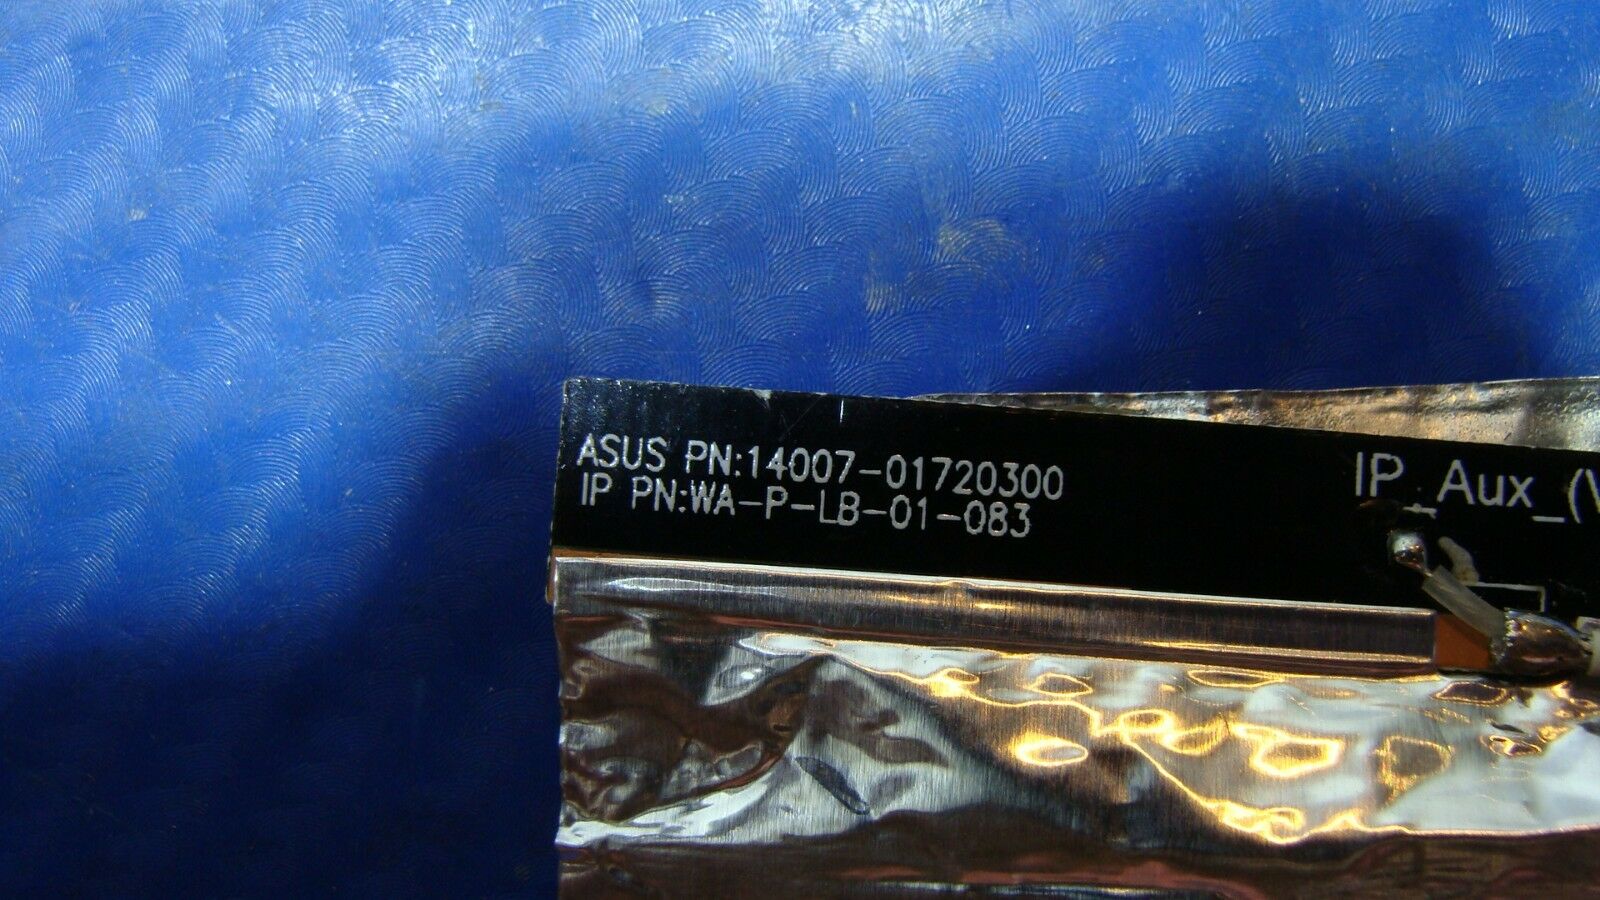 ASUS PN:14007-01720300
IP PN:WA-P-LB-01-083
IP_Aux_(